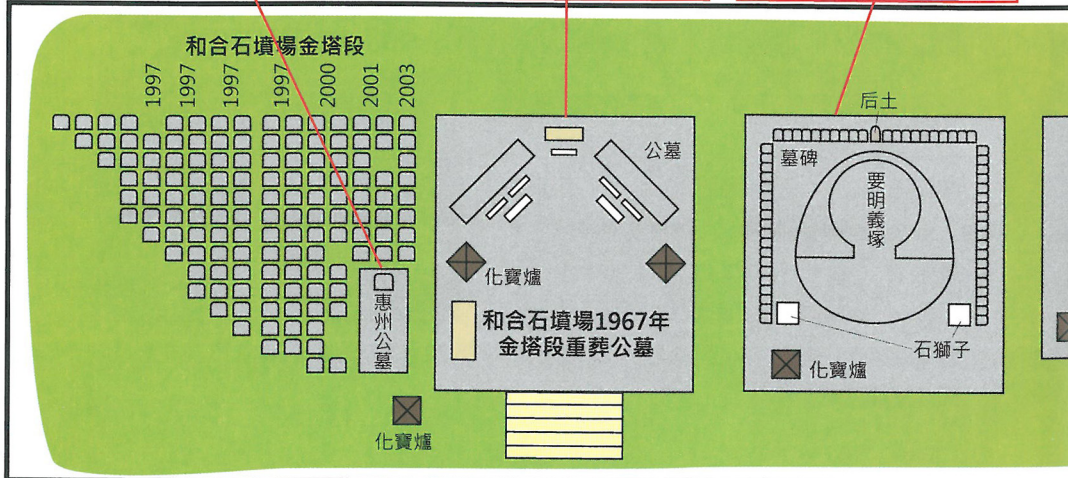 和合石墳場金塔段
1997
1997
1997
1997
2000
2001
2003
惠州公墓
化寶爐
公墓
化寶爐
和合石墳場1967年
金塔段重葬公墓
后土
墓碑
要明義塚
石獅子
化寶爐